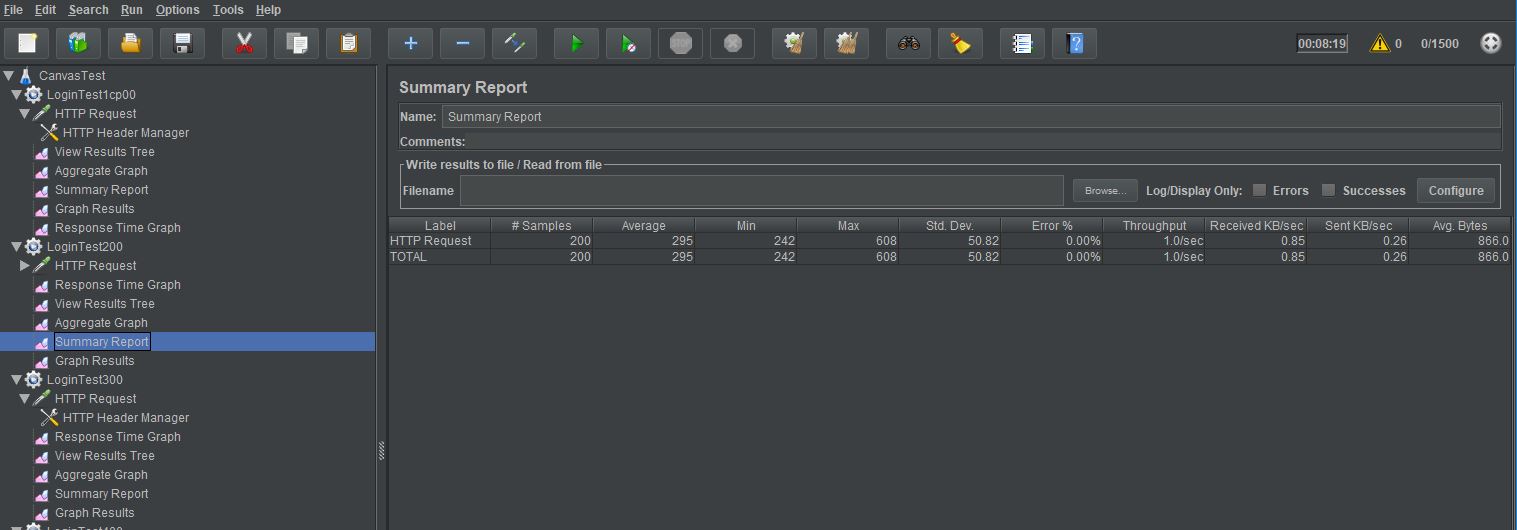 File Edit Search Run Options Tools Help
STOP
00:08:19 0 0/1500
CanvasTest
LoginTest1cp00
HTTP Request
HTTP Header Manager
View Results Tree
Aggregate Graph
Summary Report
Graph Results
Response Time Graph
LoginTest200
HTTP Request
Response Time Graph
View Results Tree
Aggregate Graph
Summary Report
Graph Results
LoginTest300
HTTP Request
HTTP Header Manager
Response Time Graph
View Results Tree
Aggregate Graph
Summary Report
Graph Results
Summary Report
Name: Summary Report
Comments:
Write results to file / Read from file
Filename Browse... Log/Display Only: Errors Successes Configure
Label # Samples Average Min Max Std. Dev. Error % Throughput Received KB/sec Sent KB/sec Avg. Bytes
HTTP Request 200 295 242 608 50.82 0.00% 1.0/sec 0.85 0.26 866.0
TOTAL 200 295 242 608 50.82 0.00% 1.0/sec 0.85 0.26 866.0